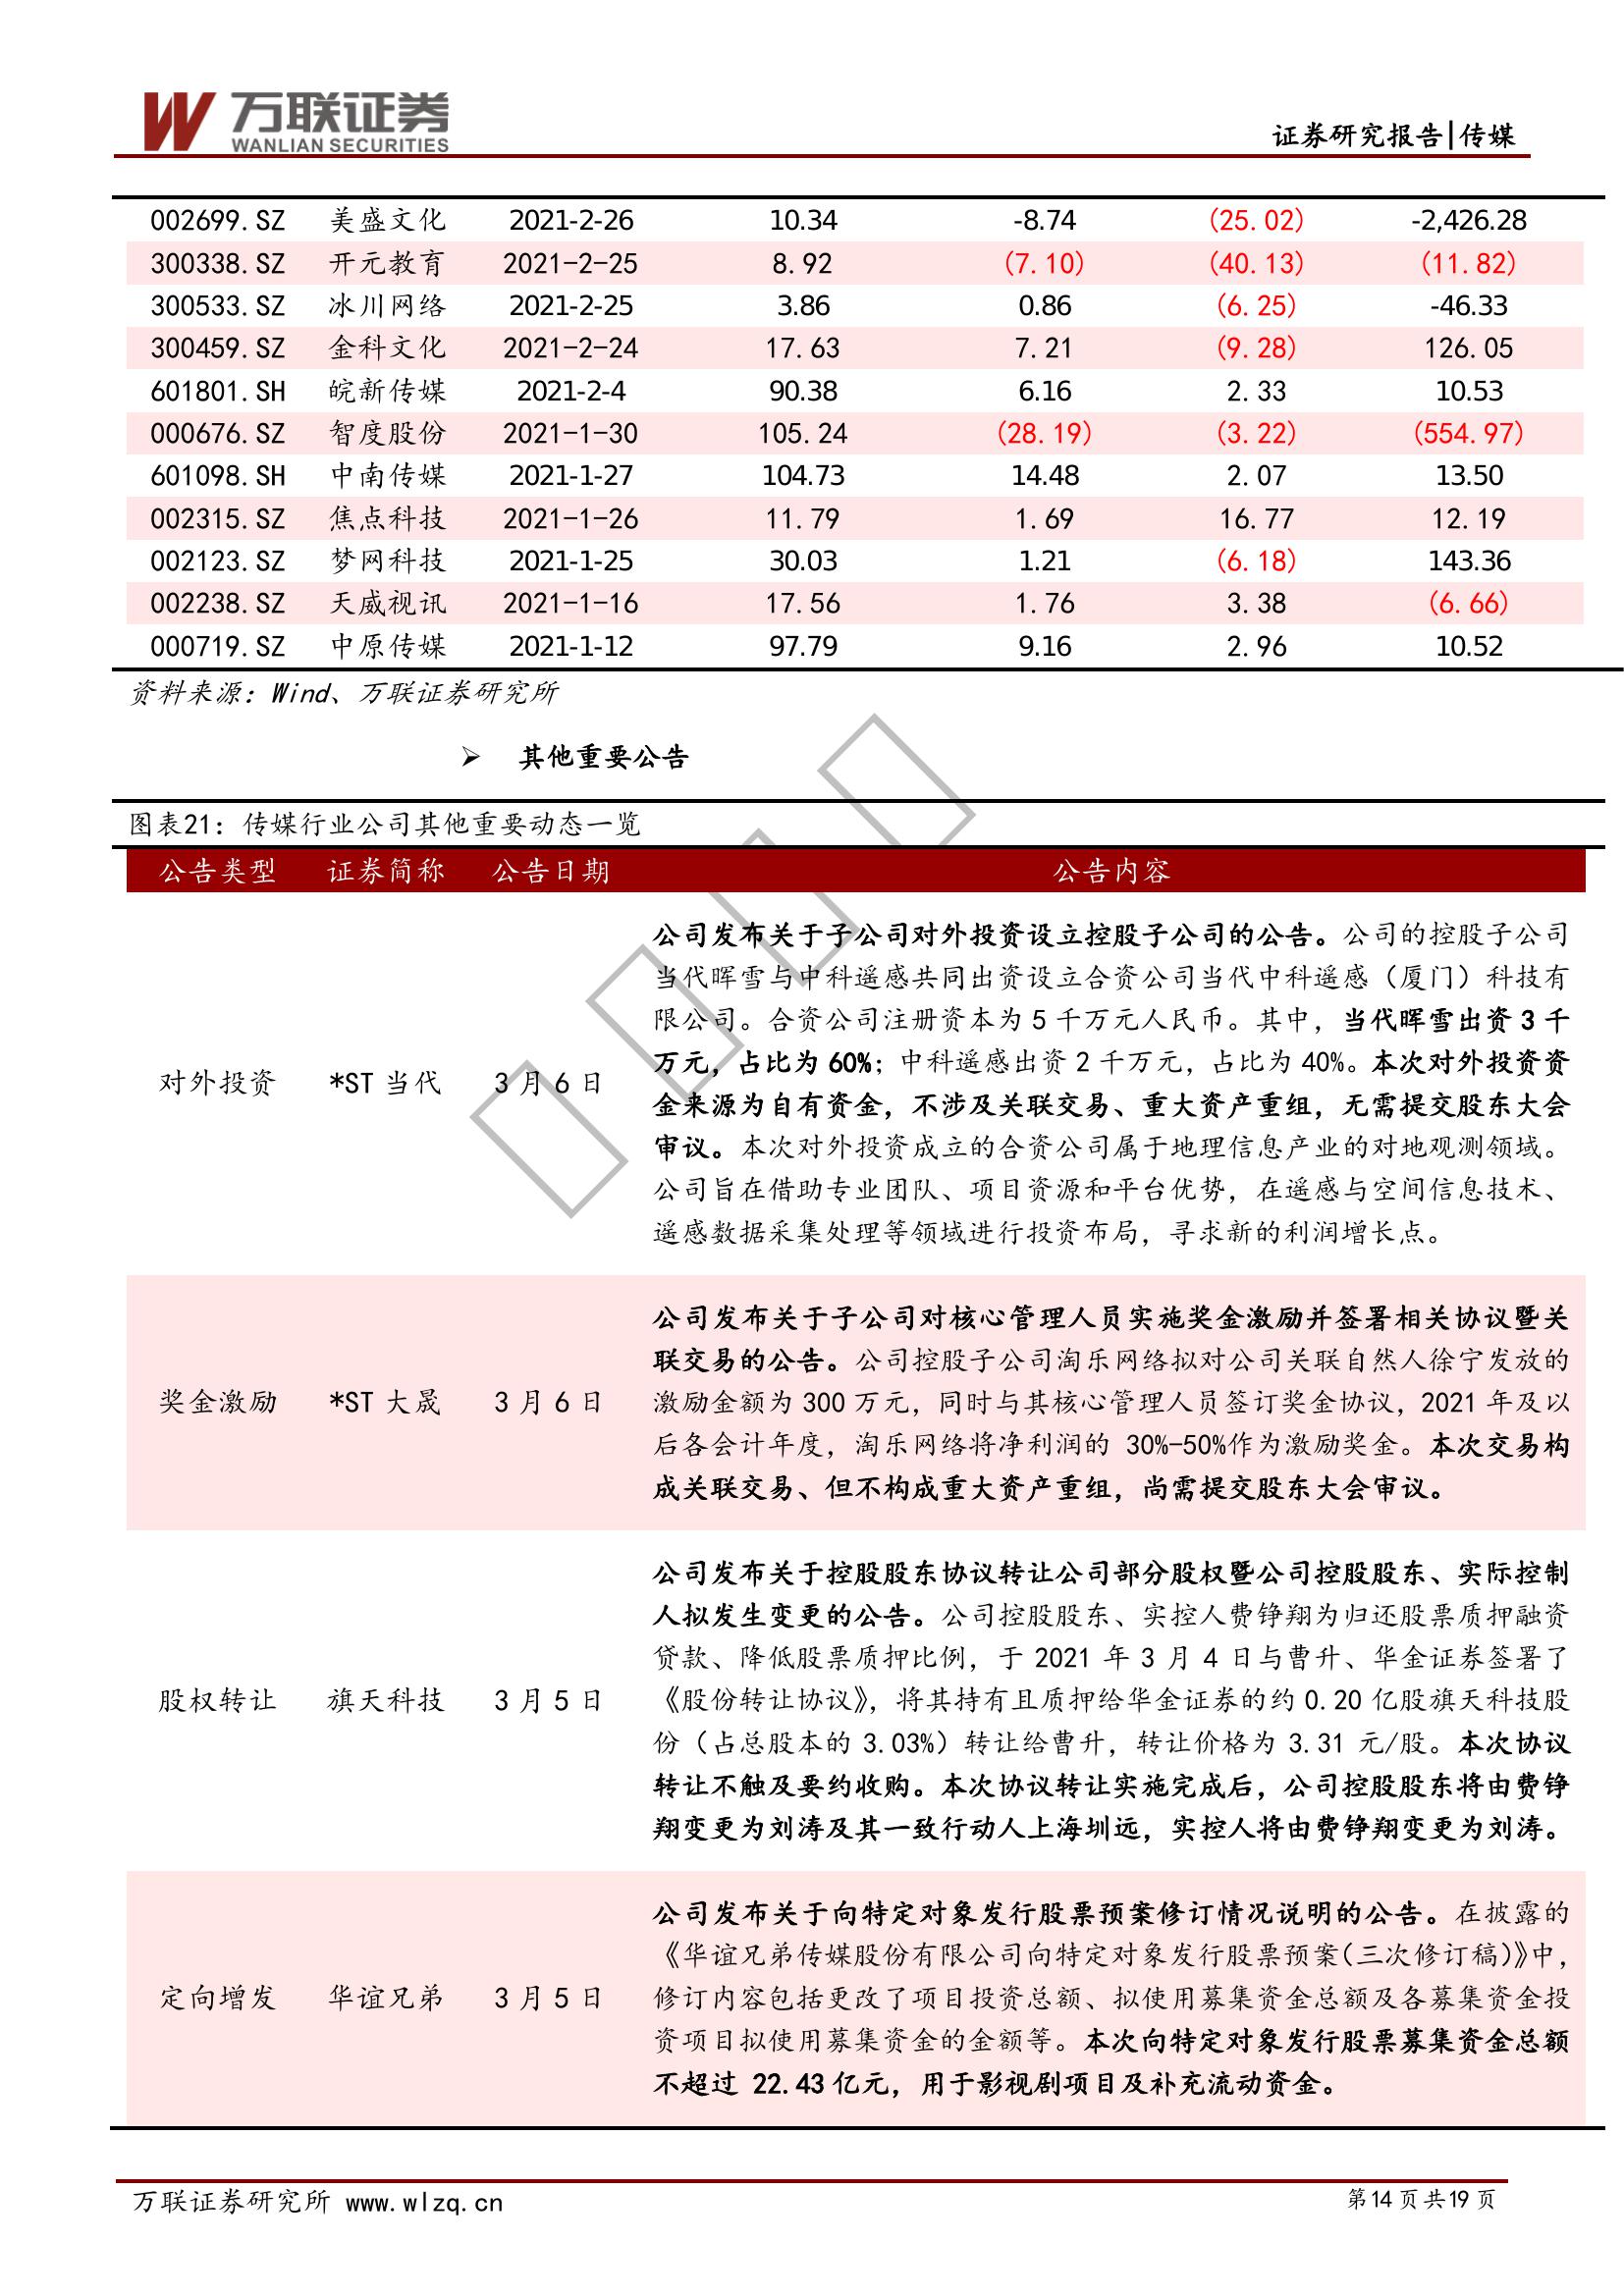 万联证券
WANLIAN SECURITIES
证券研究报告|传媒
002699.SZ 美盛文化 2021-2-26 10.34 -8.74 (25.02) -2,426.28
300338.SZ 开元教育 2021-2-25 8.92 (7.10) (40.13) (11.82)
300533.SZ 冰川网络 2021-2-25 3.86 0.86 (6.25) -46.33
300459.SZ 金科文化 2021-2-24 17.63 7.21 (9.28) 126.05
601801.SH 皖新传媒 2021-2-4 90.38 6.16 2.33 10.53
000676.SZ 智度股份 2021-1-30 105.24 (28.19) (3.22) (554.97)
601098.SH 中南传媒 2021-1-27 104.73 14.48 2.07 13.50
002315.SZ 焦点科技 2021-1-26 11.79 1.69 16.77 12.19
002123.SZ 梦网科技 2021-1-25 30.03 1.21 (6.18) 143.36
002238.SZ 天威视讯 2021-1-16 17.56 1.76 3.38 (6.66)
000719.SZ 中原传媒 2021-1-12 97.79 9.16 2.96 10.52
资料来源：Wind、万联证券研究所
➢ 其他重要公告
图表21：传媒行业公司其他重要动态一览
公告类型 证券简称 公告日期 公告内容
对外投资 *ST 当代 3 月 6 日
公司发布关于子公司对外投资设立控股子公司的公告。公司的控股子公司
当代晖雪与中科遥感共同出资设立合资公司当代中科遥感（厦门）科技有
限公司。合资公司注册资本为 5 千万元人民币。其中，当代晖雪出资 3 千
万元，占比为 60%；中科遥感出资 2 千万元，占比为 40%。本次对外投资资
金来源为自有资金，不涉及关联交易、重大资产重组，无需提交股东大会
审议。本次对外投资成立的合资公司属于地理信息产业的对地观测领域。
公司旨在借助专业团队、项目资源和平台优势，在遥感与空间信息技术、
遥感数据采集处理等领域进行投资布局，寻求新的利润增长点。
奖金激励 *ST 大晟 3 月 6 日
公司发布关于子公司对核心管理人员实施奖金激励并签署相关协议暨关
联交易的公告。公司控股子公司淘乐网络拟对公司关联自然人徐宁发放的
激励金额为 300 万元，同时与其核心管理人员签订奖金协议，2021 年及以
后各会计年度，淘乐网络将净利润的 30%-50%作为激励奖金。本次交易构
成关联交易、但不构成重大资产重组，尚需提交股东大会审议。
股权转让 旗天科技 3 月 5 日
公司发布关于控股股东协议转让公司部分股权暨公司控股股东、实际控制
人拟发生变更的公告。公司控股股东、实控人费铮翔为归还股票质押融资
贷款、降低股票质押比例，于 2021 年 3 月 4 日与曹升、华金证券签署了
《股份转让协议》，将其持有且质押给华金证券的约 0.20 亿股旗天科技股
份（占总股本的 3.03%）转让给曹升，转让价格为 3.31 元/股。本次协议
转让不触及要约收购。本次协议转让实施完成后，公司控股股东将由费铮
翔变更为刘涛及其一致行动人上海圳远，实控人将由费铮翔变更为刘涛。
定向增发 华谊兄弟 3 月 5 日
公司发布关于向特定对象发行股票预案修订情况说明的公告。在披露的
《华谊兄弟传媒股份有限公司向特定对象发行股票预案（三次修订稿）》中，
修订内容包括更改了项目投资总额、拟使用募集资金总额及各募集资金投
资项目拟使用募集资金的金额等。本次向特定对象发行股票募集资金总额
不超过 22.43 亿元，用于影视剧项目及补充流动资金。
万联证券研究所 www.wlzq.cn 第 14 页 共 19 页